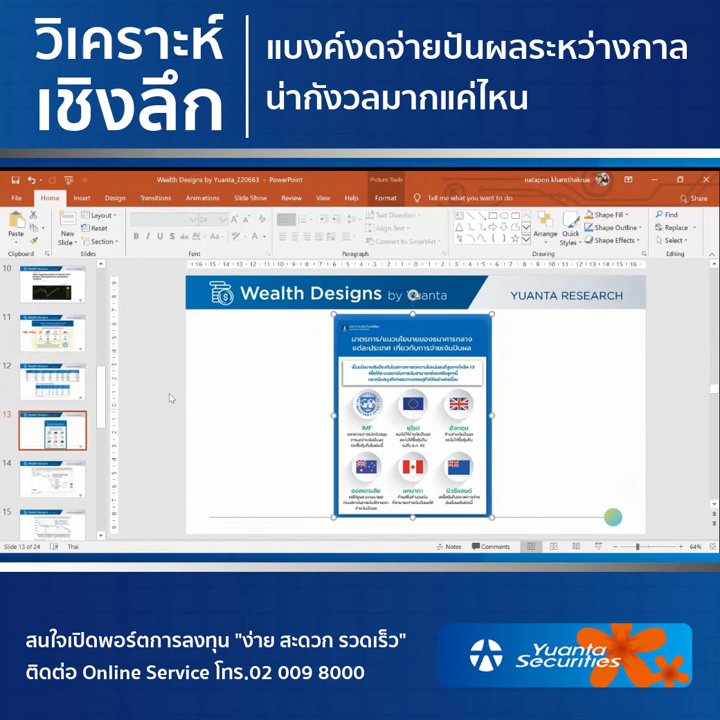 วิเคราะห์
เชิงลึก
แบงค์งดจ่ายปันผลระหว่างกาล
น่ากังวลมากแค่ไหน
Wealth Designs by Yuanta_220663 - PowerPoint
Picture Tools
natapon khamthakrue
File Home Insert Design Transitions Animations Slide Show Review View Help Format Tell me what you want to do Share
Paste
Clipboard
New Slide
Layout
Reset
Section
Slides
Font
Text Direction
Align Text
Convert to SmartArt
Paragraph
Arrange
Quick Styles
Shape Fill
Shape Outline
Shape Effects
Drawing
Find
Replace
Select
Editing
10
11
12
13
14
15
Wealth Designs by Yuanta
YUANTA RESEARCH
มาตรการ/แนวนโยบายของธนาคารกลาง
แต่ละประเทศ เกี่ยวกับการจ่ายเงินปันผล
IMF
ยุโรป
อังกฤษ
ออสเตรเลีย
แคนาดา
นิวซีแลนด์
Slide 13 of 24 Thai
Notes Comments
64%
สนใจเปิดพอร์ตการลงทุน "ง่าย สะดวก รวดเร็ว"
ติดต่อ Online Service โทร.02 009 8000
Yuanta
Securities